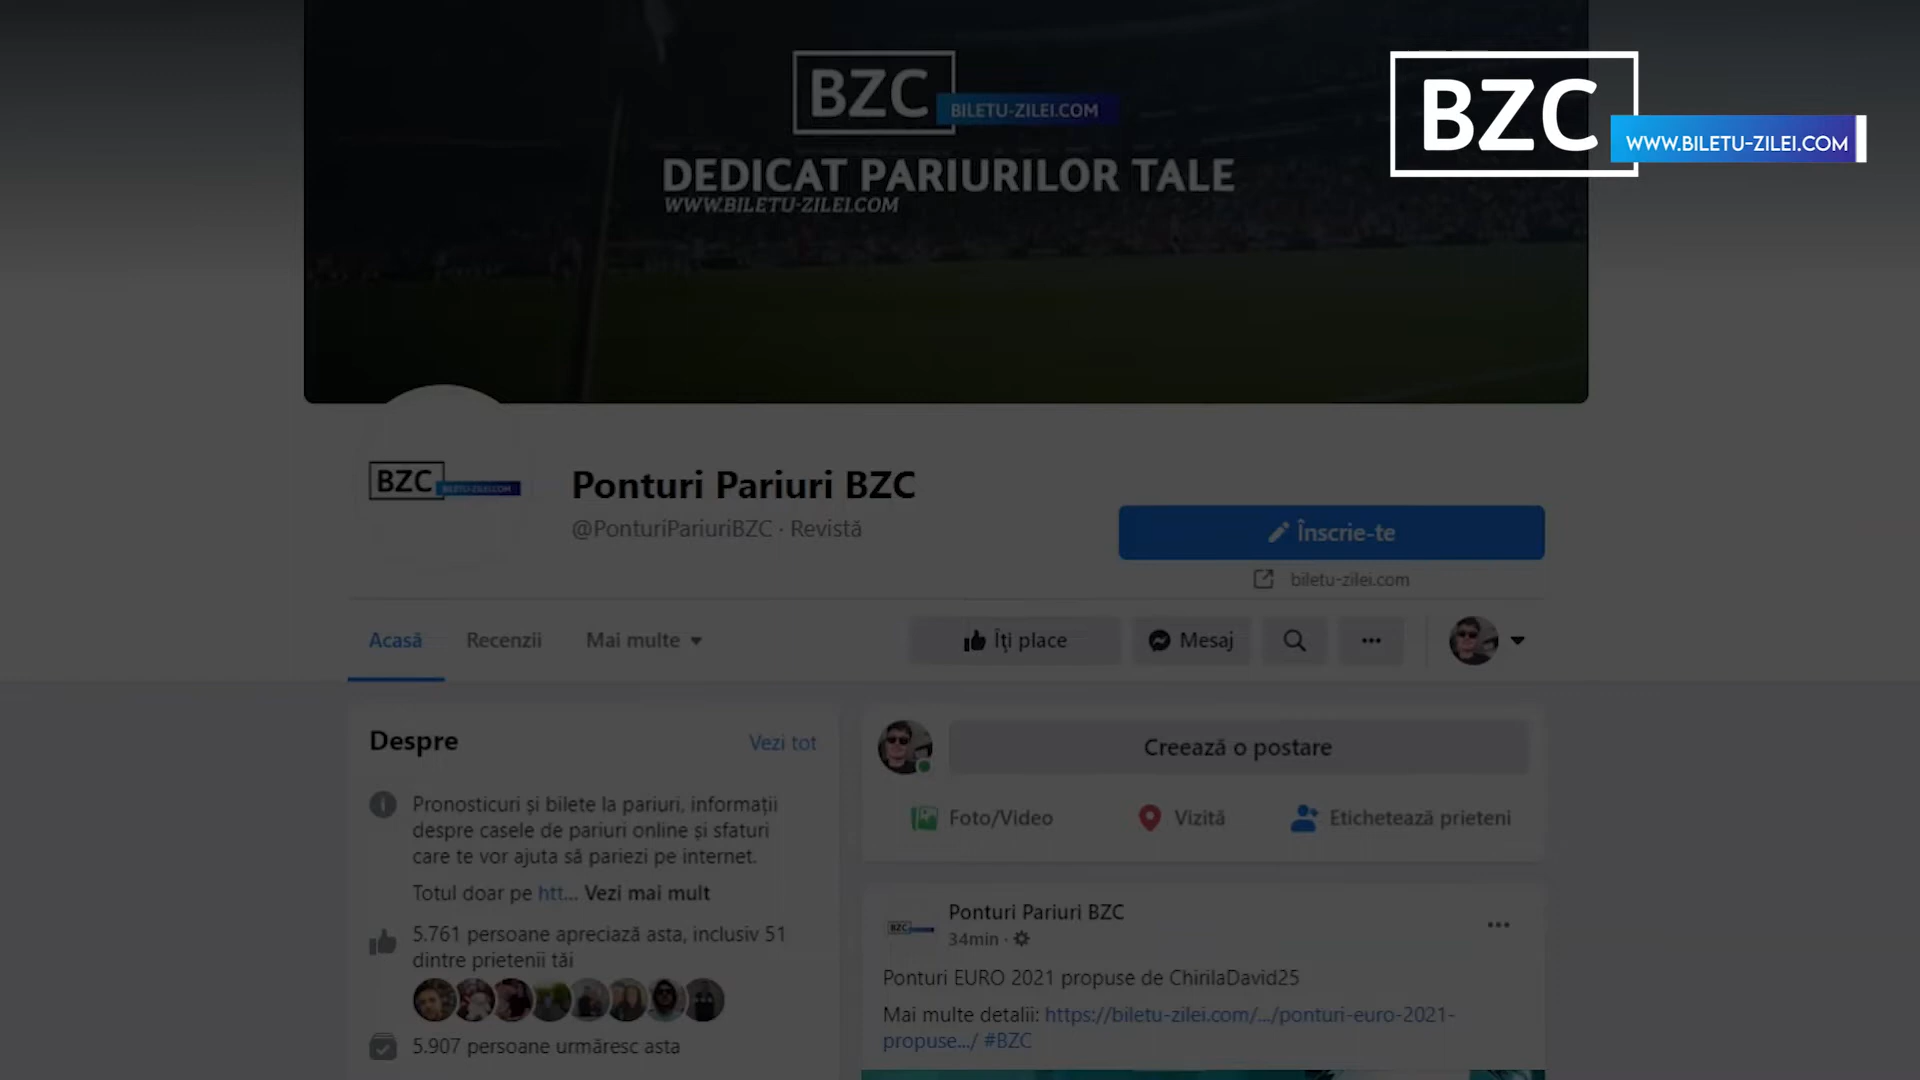 BZC
BILETU-ZILEI.COM
DEDICAT PARIURILOR TALE
WWW.BILETU-ZILEI.COM
BZC
WWW.BILETU-ZILEI.COM
BZC
BILETU-ZILEI.COM
Ponturi Pariuri BZC
@PonturiPariuriBZC · Revistă
Înscrie-te
biletu-zilei.com
Acasă
Recenzii
Mai multe
Îți place
Mesaj
Despre
Vezi tot
Pronosticuri și bilete la pariuri, informații
despre casele de pariuri online și sfaturi
care te vor ajuta să pariezi pe internet.
Totul doar pe htt... Vezi mai mult
5.761 persoane apreciază asta, inclusiv 51
dintre prietenii tăi
5.907 persoane urmăresc asta
Creează o postare
Foto/Video
Vizită
Etichetează prieteni
BZC
Ponturi Pariuri BZC
34min ·
Ponturi EURO 2021 propuse de ChirilaDavid25
Mai multe detalii: https://biletu-zilei.com/.../ponturi-euro-2021-
propuse.../ #BZC